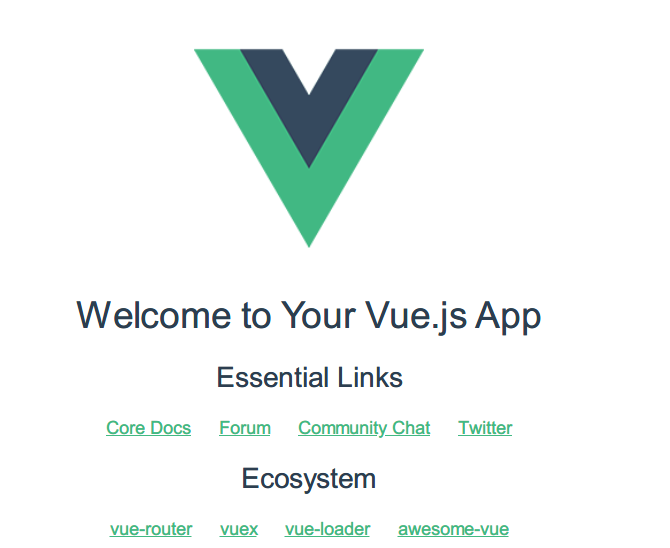 Welcome to Your Vue.js App
Essential Links
Core Docs Forum Community Chat Twitter
Ecosystem
vue-router vuex vue-loader awesome-vue